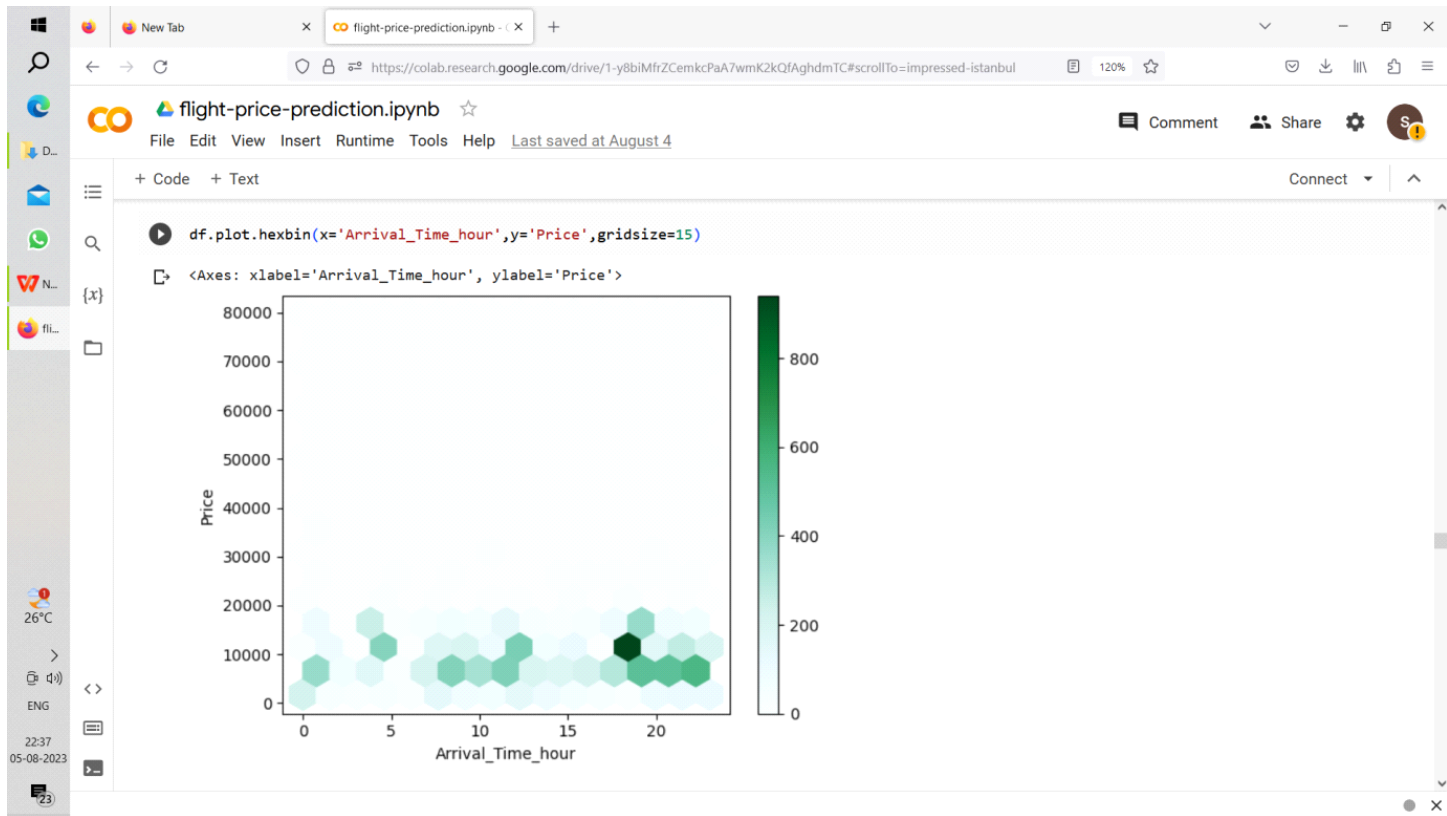 New Tab
flight-price-prediction.ipynb - C
https://colab.research.google.com/drive/1-y8biMfrZCemkcPaA7wmK2kQfAghdmTC#scrollTo=impressed-istanbul
120%
CO
flight-price-prediction.ipynb
Comment
Share
S
File Edit View Insert Runtime Tools Help Last saved at August 4
D...
+ Code + Text
Connect
df.plot.hexbin(x='Arrival_Time_hour',y='Price',gridsize=15)
<Axes: xlabel='Arrival_Time_hour', ylabel='Price'>
N...
{x}
fli...
80000
70000
60000
50000
40000
30000
20000
10000
0
Price
0 5 10 15 20
Arrival_Time_hour
800
600
400
200
0
1
26°C
ENG
22:37
05-08-2023
23